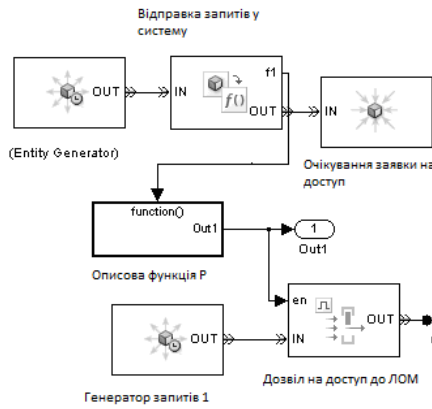 Відправка запитів у
систему
f1
OUT
IN
f()
OUT
IN
(Entity Generator)
Очікування заявки на
доступ
function()
Out1
1
Out1
Описова функція Р
en
OUT
IN
OUT
Генератор запитів 1
Дозвіл на доступ до ЛОМ